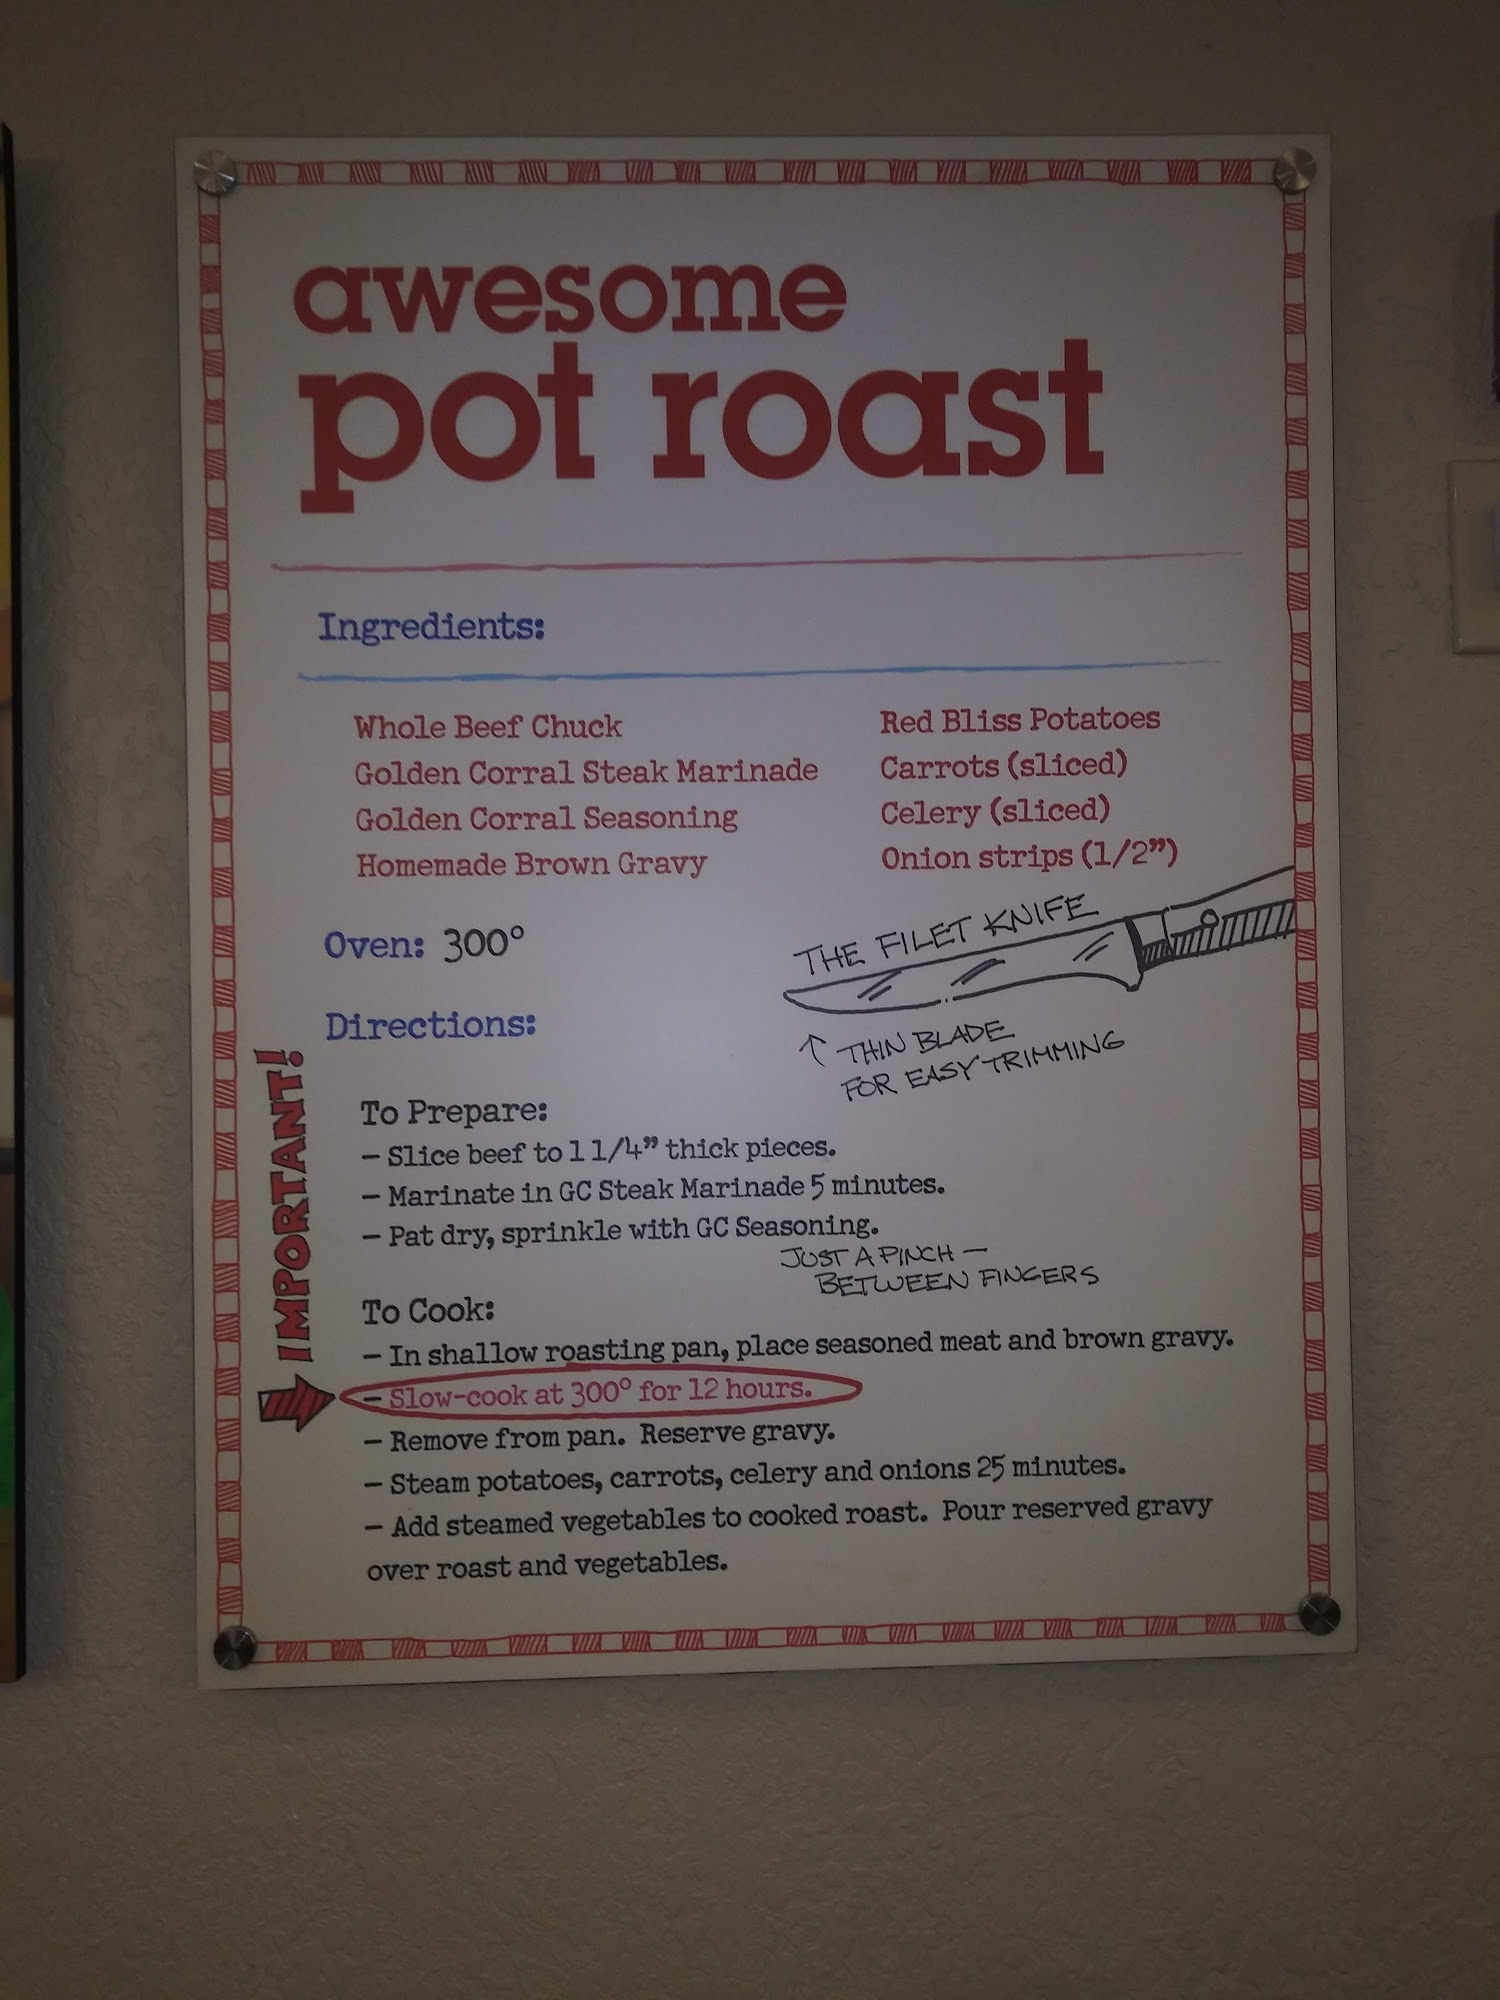 awesome
pot roast
Ingredients:
Whole Beef Chuck
Golden Corral Steak Marinade
Golden Corral Seasoning
Homemade Brown Gravy
Red Bliss Potatoes
Carrots (sliced)
Celery (sliced)
Onion strips (1/2”)
Oven: 300°
THE FILET KNIFE
↑ THIN BLADE
FOR EASY TRIMMING
Directions:
IMPORTANT!
To Prepare:
– Slice beef to 1 1/4” thick pieces.
– Marinate in GC Steak Marinade 5 minutes.
– Pat dry, sprinkle with GC Seasoning.
JUST A PINCH —
BETWEEN FINGERS
To Cook:
– In shallow roasting pan, place seasoned meat and brown gravy.
– Slow-cook at 300° for 12 hours.
– Remove from pan. Reserve gravy.
– Steam potatoes, carrots, celery and onions 25 minutes.
– Add steamed vegetables to cooked roast. Pour reserved gravy
over roast and vegetables.